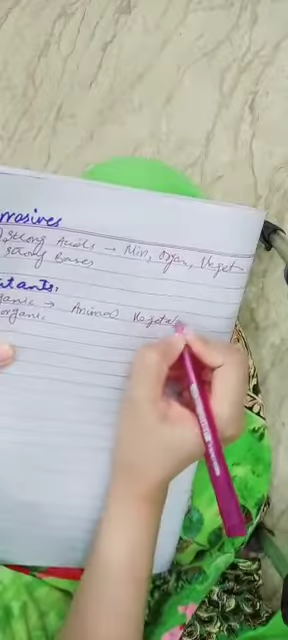 rrosives
strong Acids → Min, Organ, Veget
strong Bases
tants,
ganic → Animal Vegetab
organic